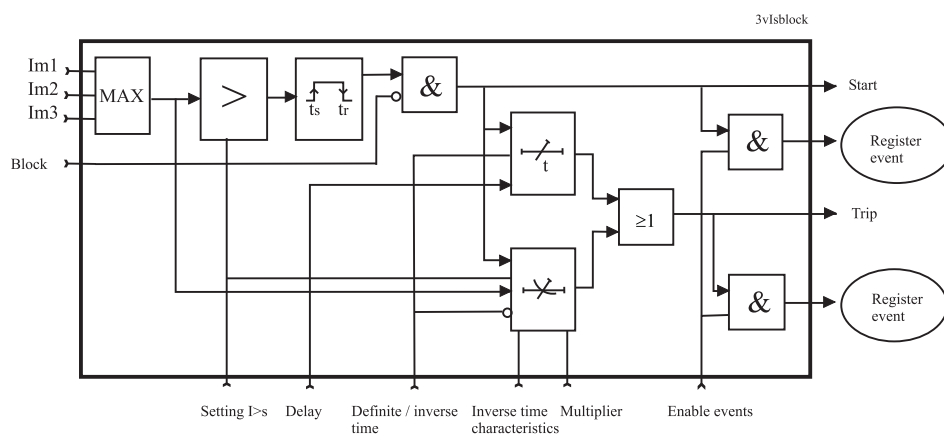 3vIsblock
Im1
Im2
Im3
MAX
>
ts tr
&
Start
Block
t
&
Register
event
≥1
Trip
&
Register
event
Setting I>s
Delay
Definite / inverse
time
Inverse time
characteristics
Multiplier
Enable events